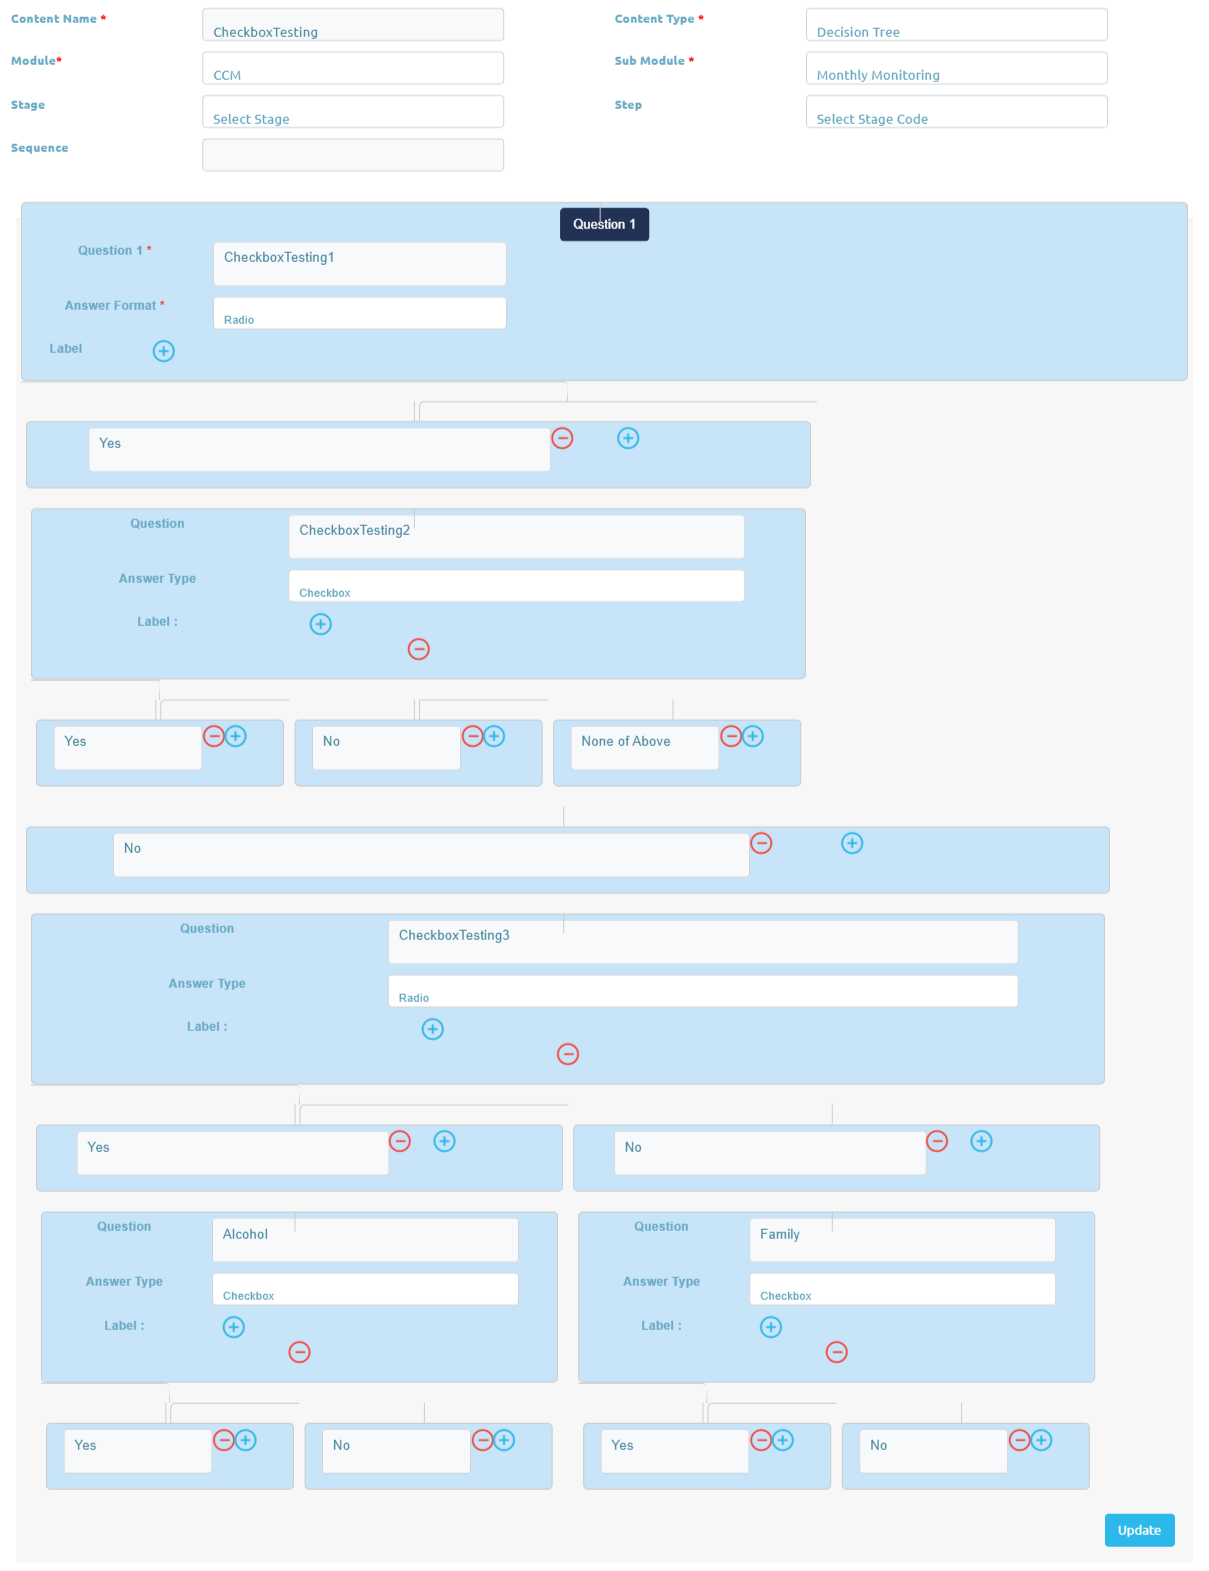 Content Name *
CheckboxTesting
Content Type *
Decision Tree
Module*
CCM
Sub Module *
Monthly Monitoring
Stage
Select Stage
Step
Select Stage Code
Sequence
Question 1
Question 1 *
CheckboxTesting1
Answer Format *
Radio
Label
Yes
Question
CheckboxTesting2
Answer Type
Checkbox
Label :
Yes
No
None of Above
No
Question
CheckboxTesting3
Answer Type
Radio
Label :
Yes
No
Question
Alcohol
Question
Family
Answer Type
Checkbox
Answer Type
Checkbox
Label :
Label :
Yes
No
Yes
No
Update